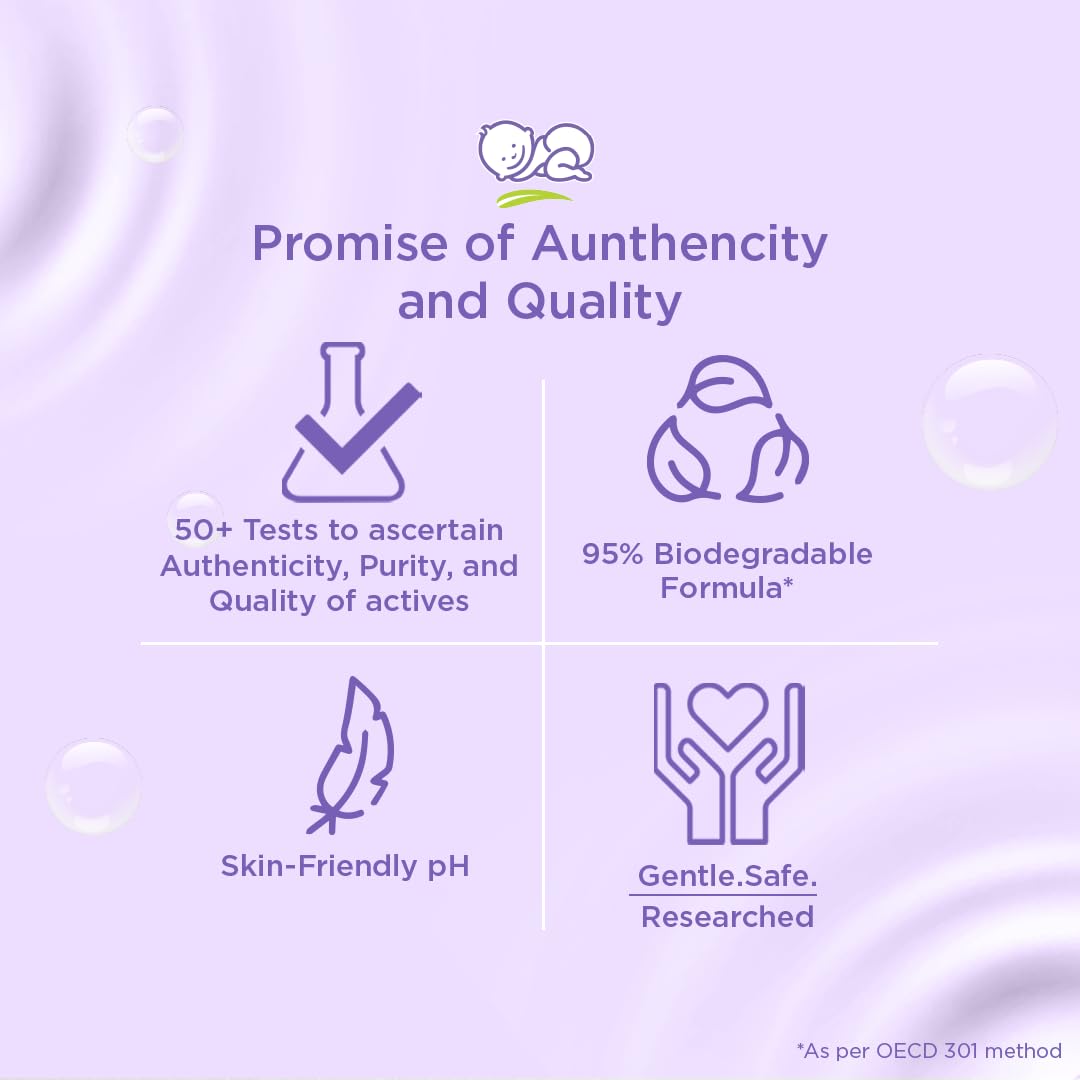 Promise of Aunthencity
and Quality
50+ Tests to ascertain
Authenticity, Purity, and
Quality of actives
95% Biodegradable
Formula*
Skin-Friendly pH
Gentle.Safe.
Researched
*As per OECD 301 method